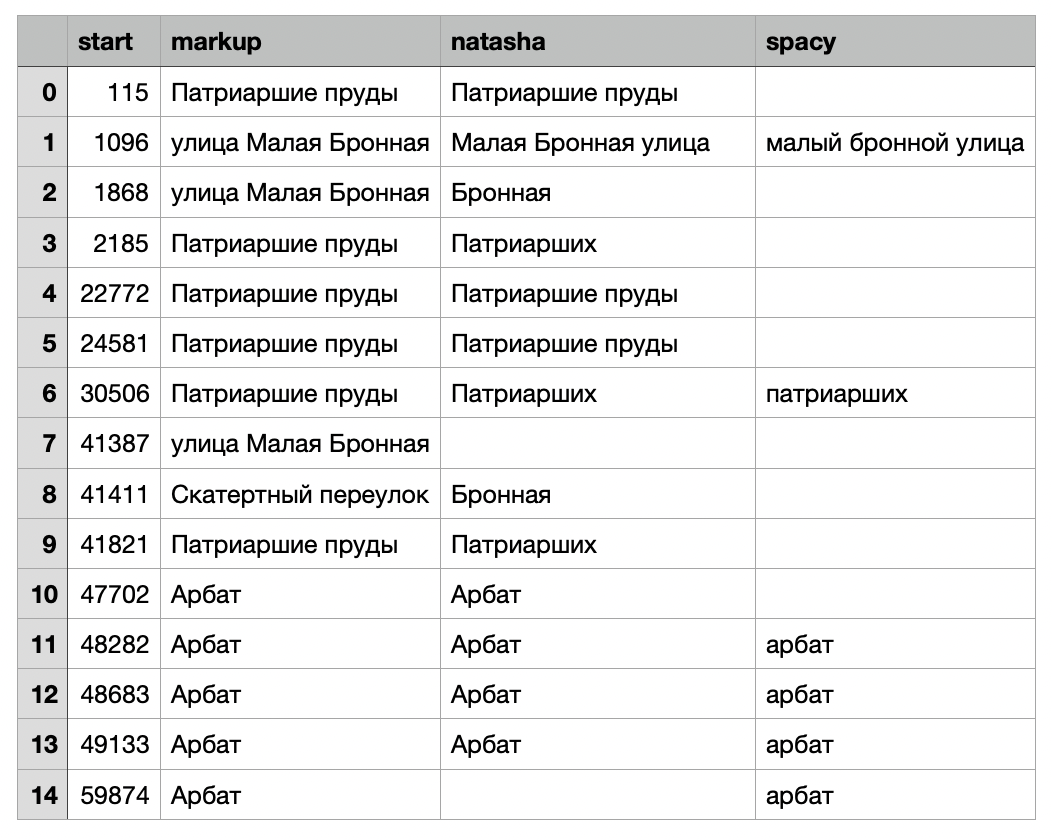 start markup natasha spacy
0 115 Патриаршие пруды Патриаршие пруды
1 1096 улица Малая Бронная Малая Бронная улица малый бронной улица
2 1868 улица Малая Бронная Бронная
3 2185 Патриаршие пруды Патриарших
4 22772 Патриаршие пруды Патриаршие пруды
5 24581 Патриаршие пруды Патриаршие пруды
6 30506 Патриаршие пруды Патриарших патриарших
7 41387 улица Малая Бронная
8 41411 Скатертный переулок Бронная
9 41821 Патриаршие пруды Патриарших
10 47702 Арбат Арбат
11 48282 Арбат Арбат арбат
12 48683 Арбат Арбат арбат
13 49133 Арбат Арбат арбат
14 59874 Арбат арбат